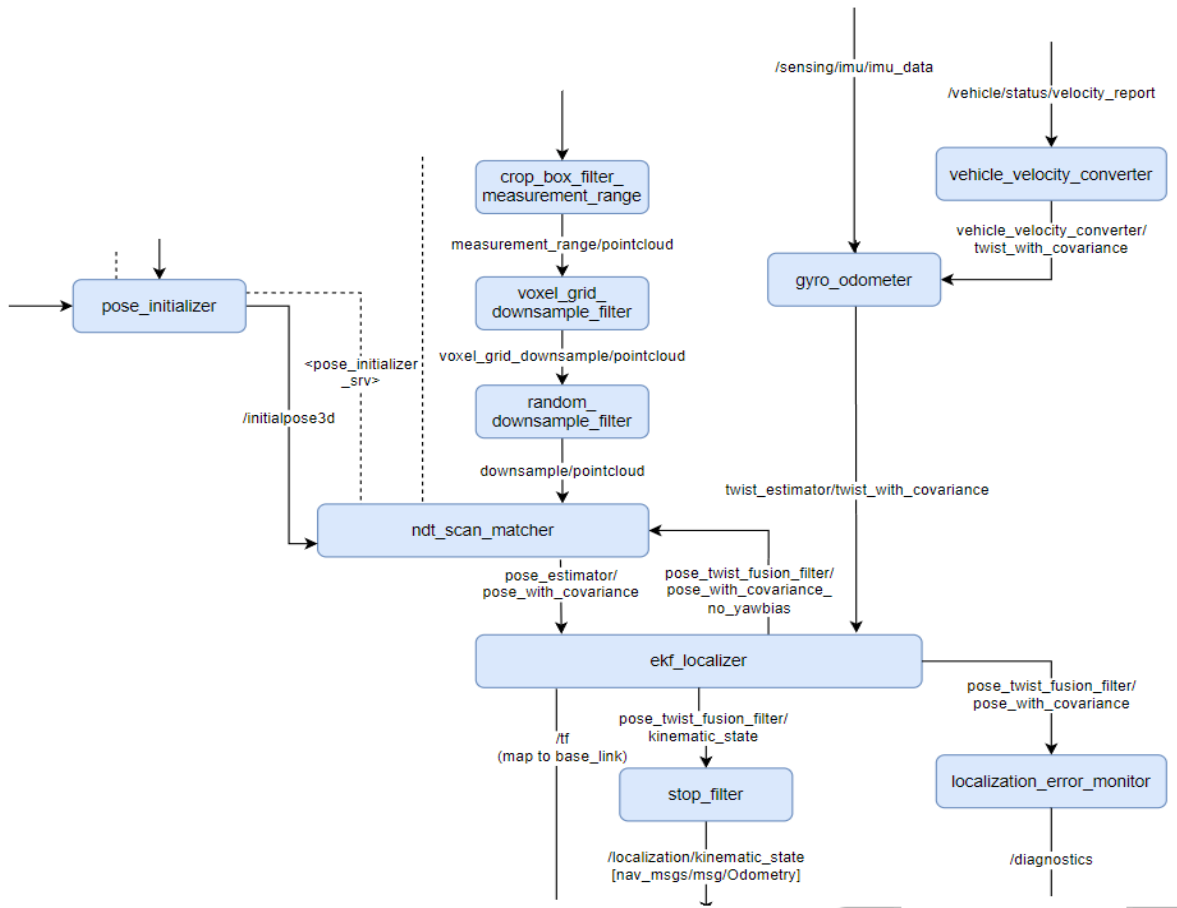 /sensing/imu/imu_data
/vehicle/status/velocity_report
crop_box_filter_
measurement_range
vehicle_velocity_converter
measurement_range/pointcloud
vehicle_velocity_converter/
twist_with_covariance
pose_initializer
voxel_grid_
downsample_filter
gyro_odometer
<pose_initializer
_srv>
voxel_grid_downsample/pointcloud
/initialpose3d
random_
downsample_filter
downsample/pointcloud
twist_estimator/twist_with_covariance
ndt_scan_matcher
pose_estimator/
pose_with_covariance
pose_twist_fusion_filter/
pose_with_covariance_
no_yawbias
ekf_localizer
/tf
(map to base_link)
pose_twist_fusion_filter/
kinematic_state
pose_twist_fusion_filter/
pose_with_covariance
stop_filter
localization_error_monitor
/localization/kinematic_state
[nav_msgs/msg/Odometry]
/diagnostics